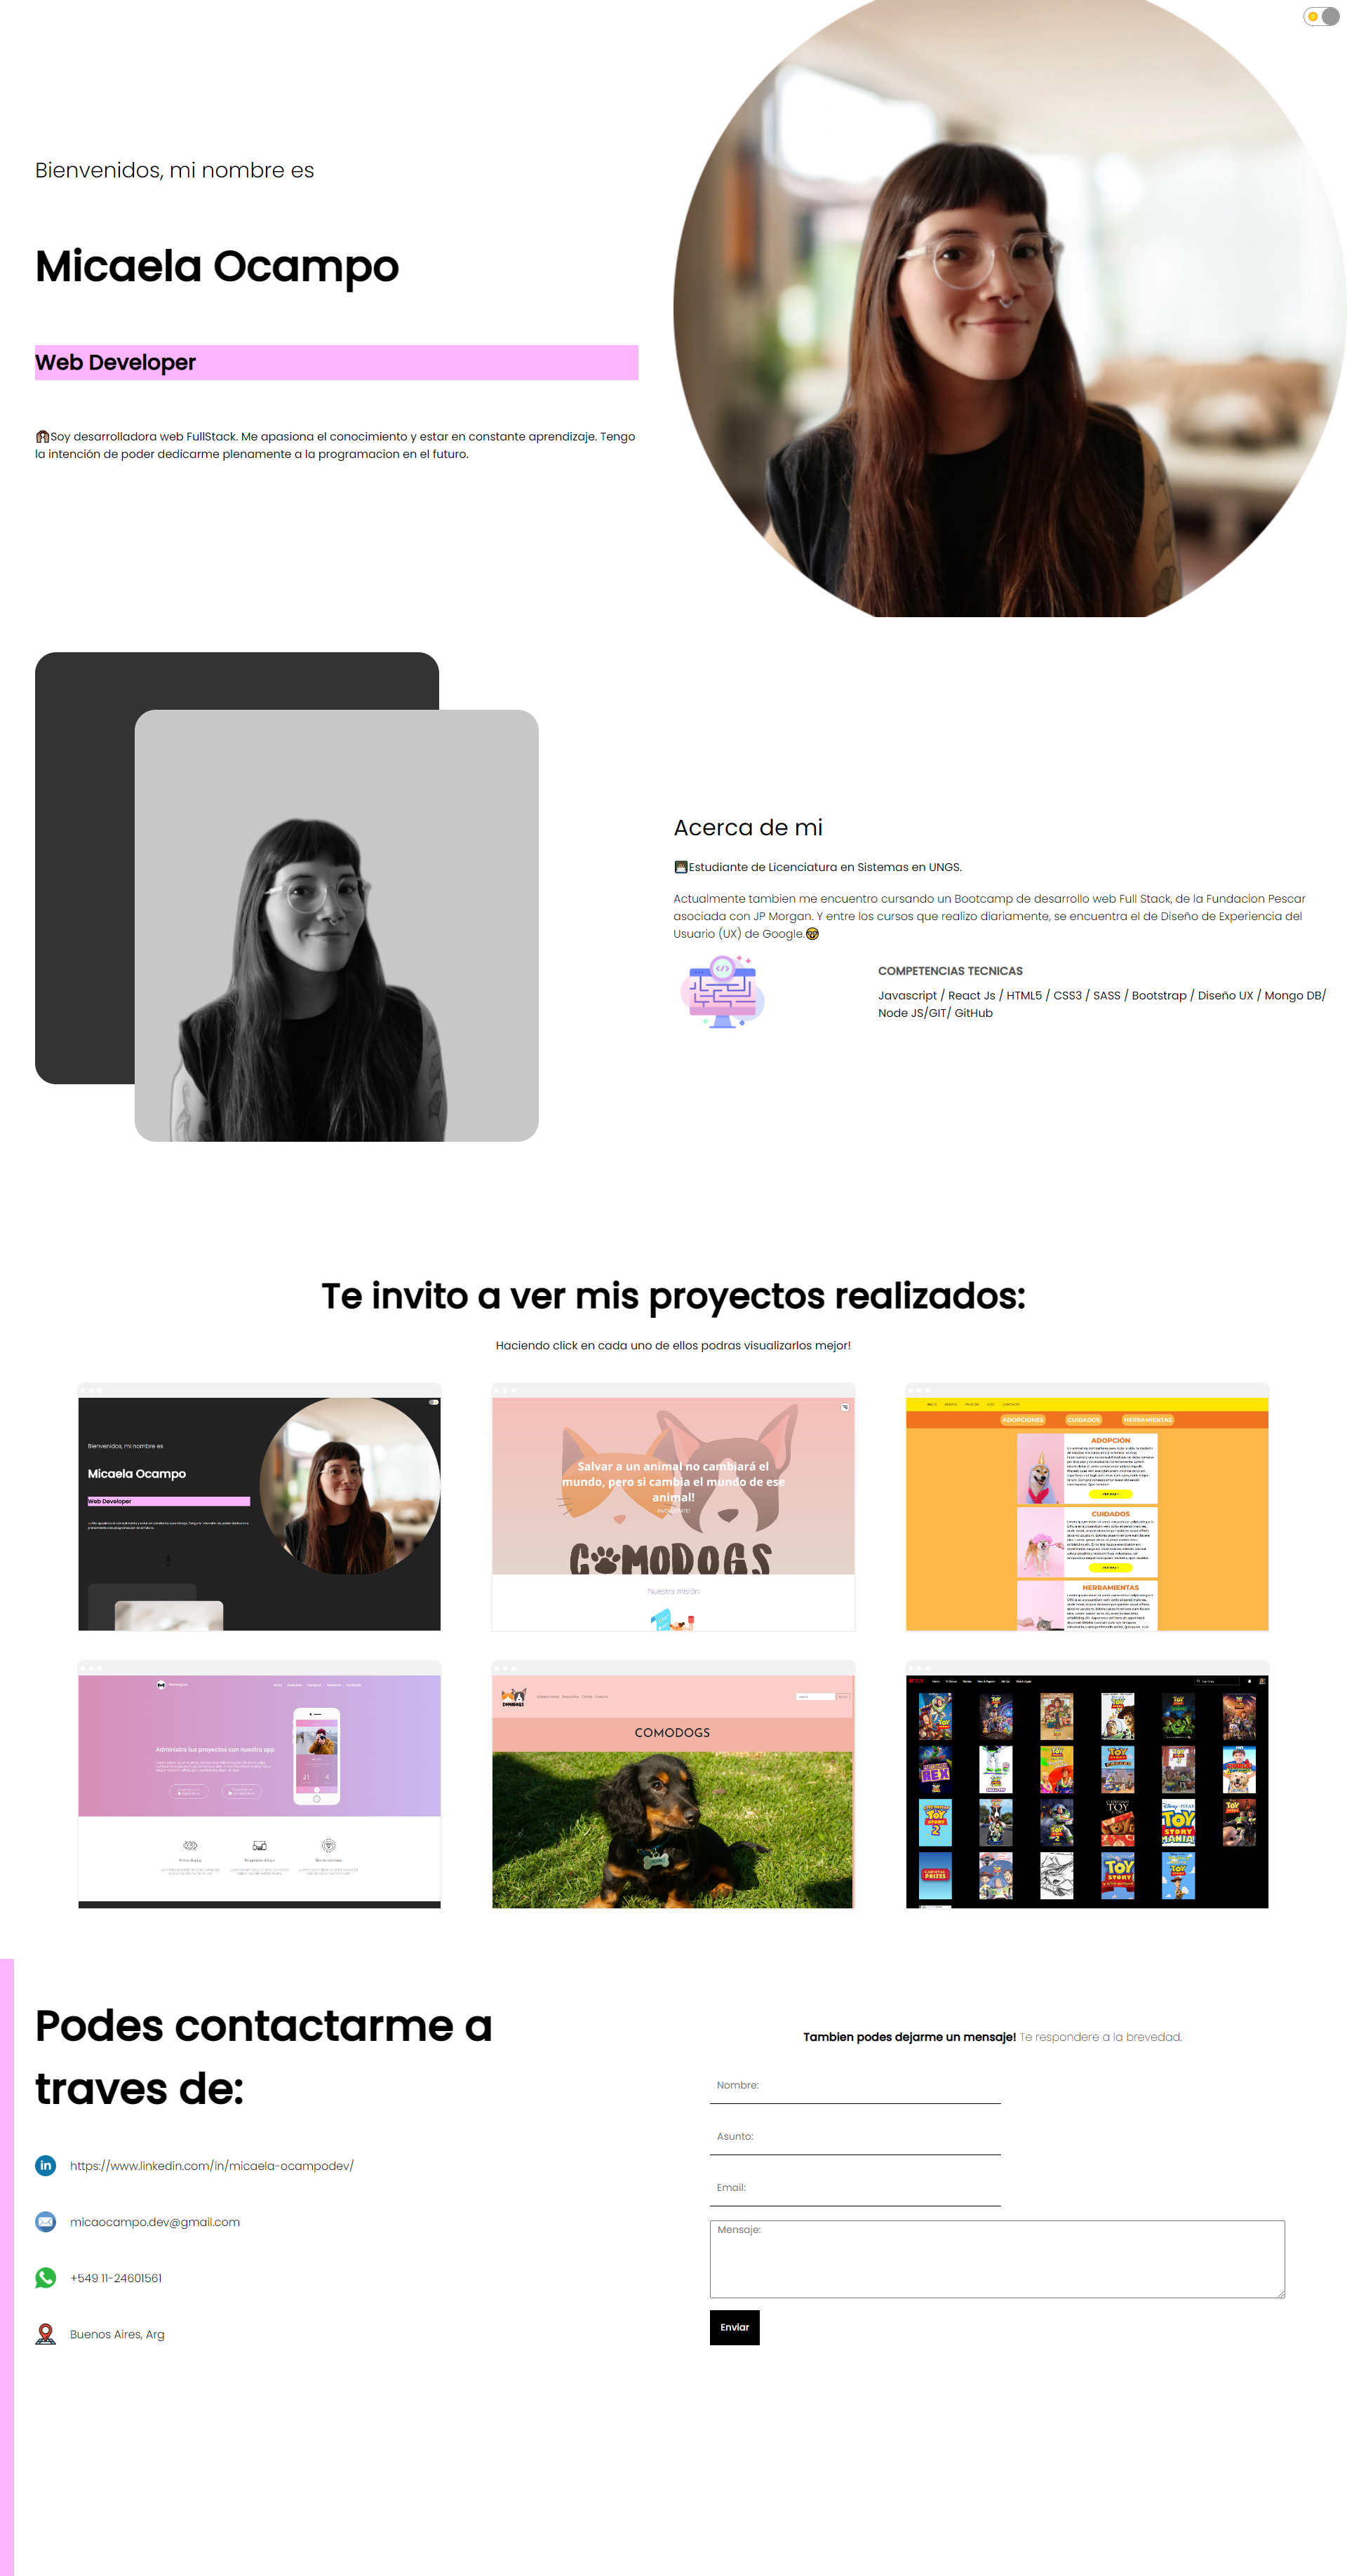 Bienvenidos, mi nombre es
Micaela Ocampo
Web Developer
Soy desarrolladora web FullStack. Me apasiona el conocimiento y estar en constante aprendizaje. Tengo
la intención de poder dedicarme plenamente a la programacion en el futuro.
Acerca de mi
Estudiante de Licenciatura en Sistemas en UNGS.
Actualmente tambien me encuentro cursando un Bootcamp de desarrollo web Full Stack, de la Fundacion Pescar
asociada con JP Morgan. Y entre los cursos que realizo diariamente, se encuentra el de Diseño de Experiencia del
Usuario (UX) de Google.
COMPETENCIAS TECNICAS
Javascript / React Js / HTML5 / CSS3 / SASS / Bootstrap / Diseño UX / Mongo DB/
Node JS/GIT/ GitHub
Te invito a ver mis proyectos realizados:
Haciendo click en cada uno de ellos podras visualizarlos mejor!
Bienvenidos, mi nombre es
Micaela Ocampo
Web Developer
Salvar a un animal no cambiará el
mundo, pero si cambia el mundo de ese
animal!
COMODOGS
Nuestra misión
ADOPCIONES
CUIDADOS
HERRAMIENTAS
ADOPCIÓN
CUIDADOS
HERRAMIENTAS
Administra tus proyectos con nuestra app
21
4
COMODOGS
COMODOGS
Podes contactarme a
traves de:
https://www.linkedin.com/in/micaela-ocampodev/
micaocampo.dev@gmail.com
+549 11-24601561
Buenos Aires, Arg
Tambien podes dejarme un mensaje! Te respondere a la brevedad.
Nombre:
Asunto:
Email:
Mensaje:
Enviar